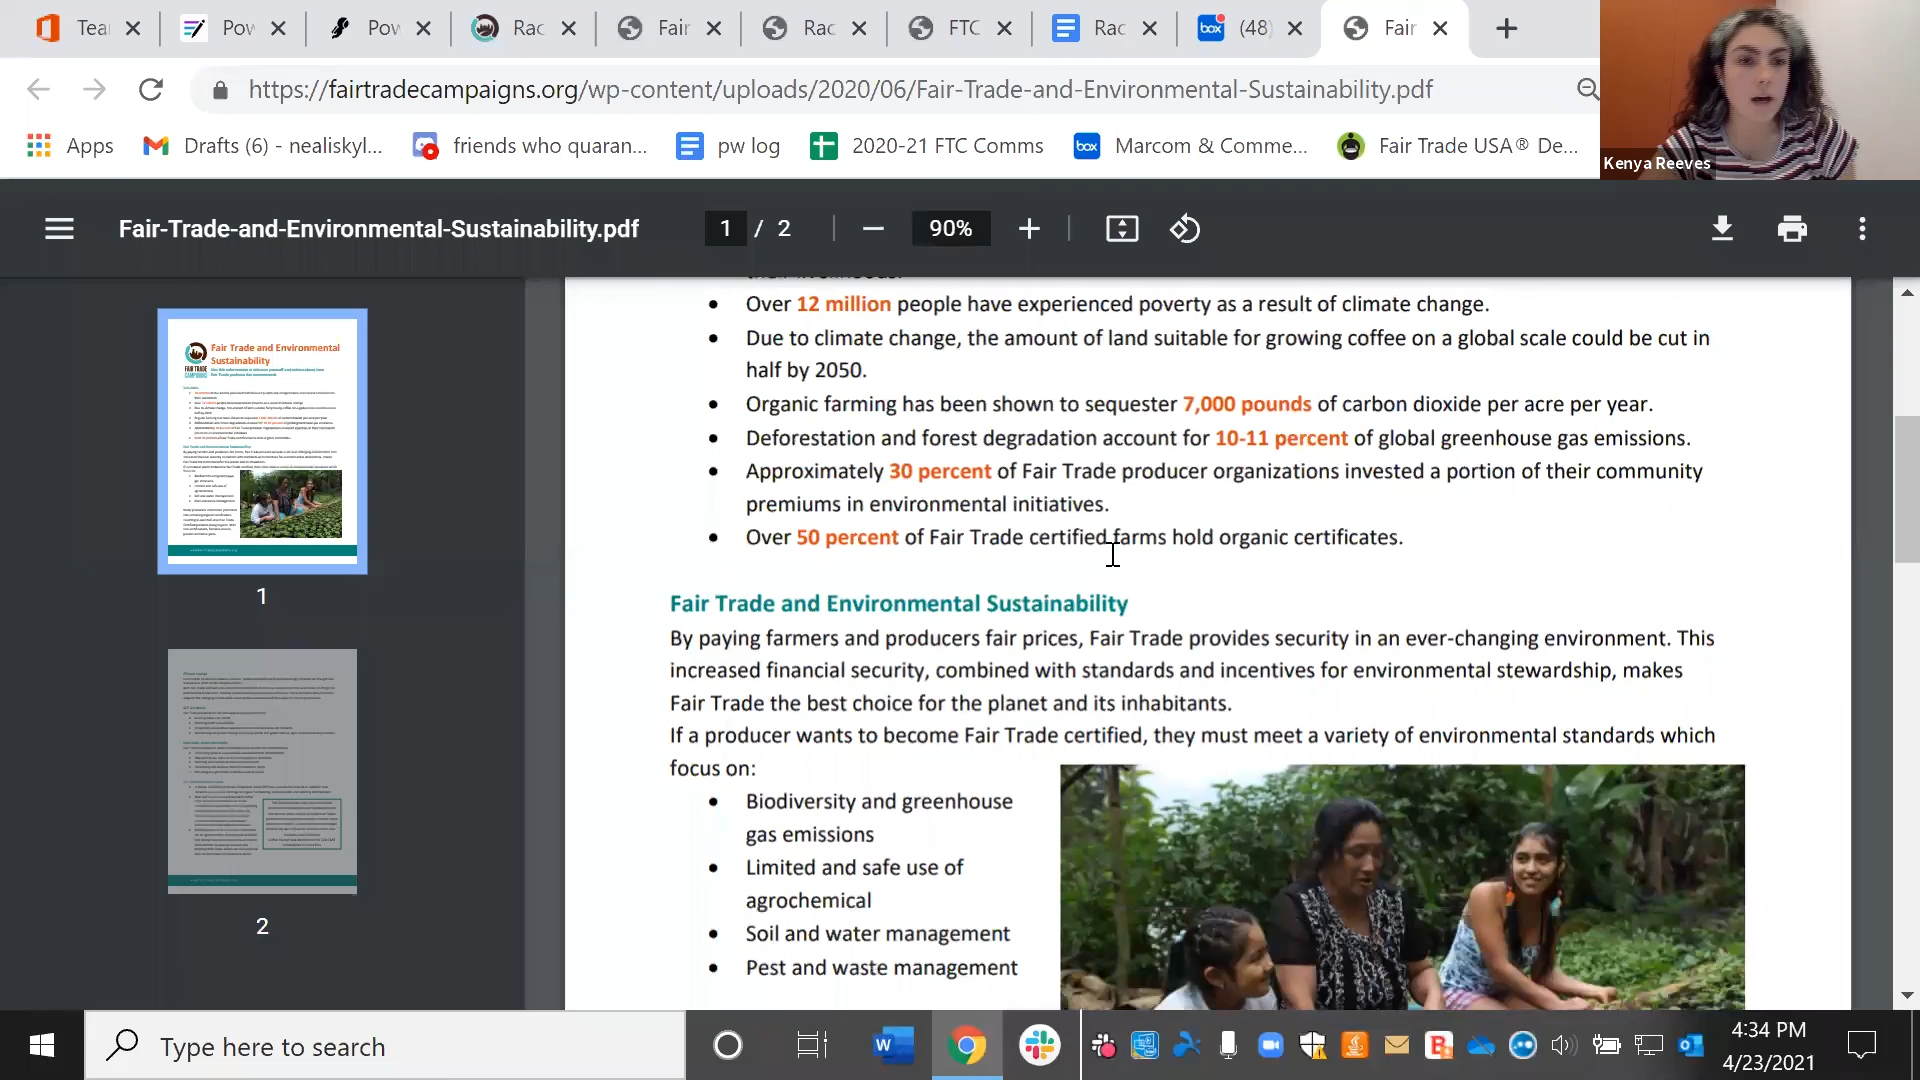 Tea
Pow
Pow
Rac
Fair
Rac
FTC
Rac
(48)
Fair
https://fairtradecampaigns.org/wp-content/uploads/2020/06/Fair-Trade-and-Environmental-Sustainability.pdf
Apps
Drafts (6) - nealiskyl...
friends who quaran...
pw log
2020-21 FTC Comms
box
Marcom & Comme...
Fair Trade USA® De...
Kenya Reeves
Fair-Trade-and-Environmental-Sustainability.pdf
1 / 2
90%
Fair Trade and Environmental
Sustainability
FAIR TRADE
CAMPAIGNS
1
2
• Over 12 million people have experienced poverty as a result of climate change.
• Due to climate change, the amount of land suitable for growing coffee on a global scale could be cut in
half by 2050.
• Organic farming has been shown to sequester 7,000 pounds of carbon dioxide per acre per year.
• Deforestation and forest degradation account for 10-11 percent of global greenhouse gas emissions.
• Approximately 30 percent of Fair Trade producer organizations invested a portion of their community
premiums in environmental initiatives.
• Over 50 percent of Fair Trade certified farms hold organic certificates.
Fair Trade and Environmental Sustainability
By paying farmers and producers fair prices, Fair Trade provides security in an ever-changing environment. This
increased financial security, combined with standards and incentives for environmental stewardship, makes
Fair Trade the best choice for the planet and its inhabitants.
If a producer wants to become Fair Trade certified, they must meet a variety of environmental standards which
focus on:
• Biodiversity and greenhouse
gas emissions
• Limited and safe use of
agrochemical
• Soil and water management
• Pest and waste management
Type here to search
4:34 PM
4/23/2021